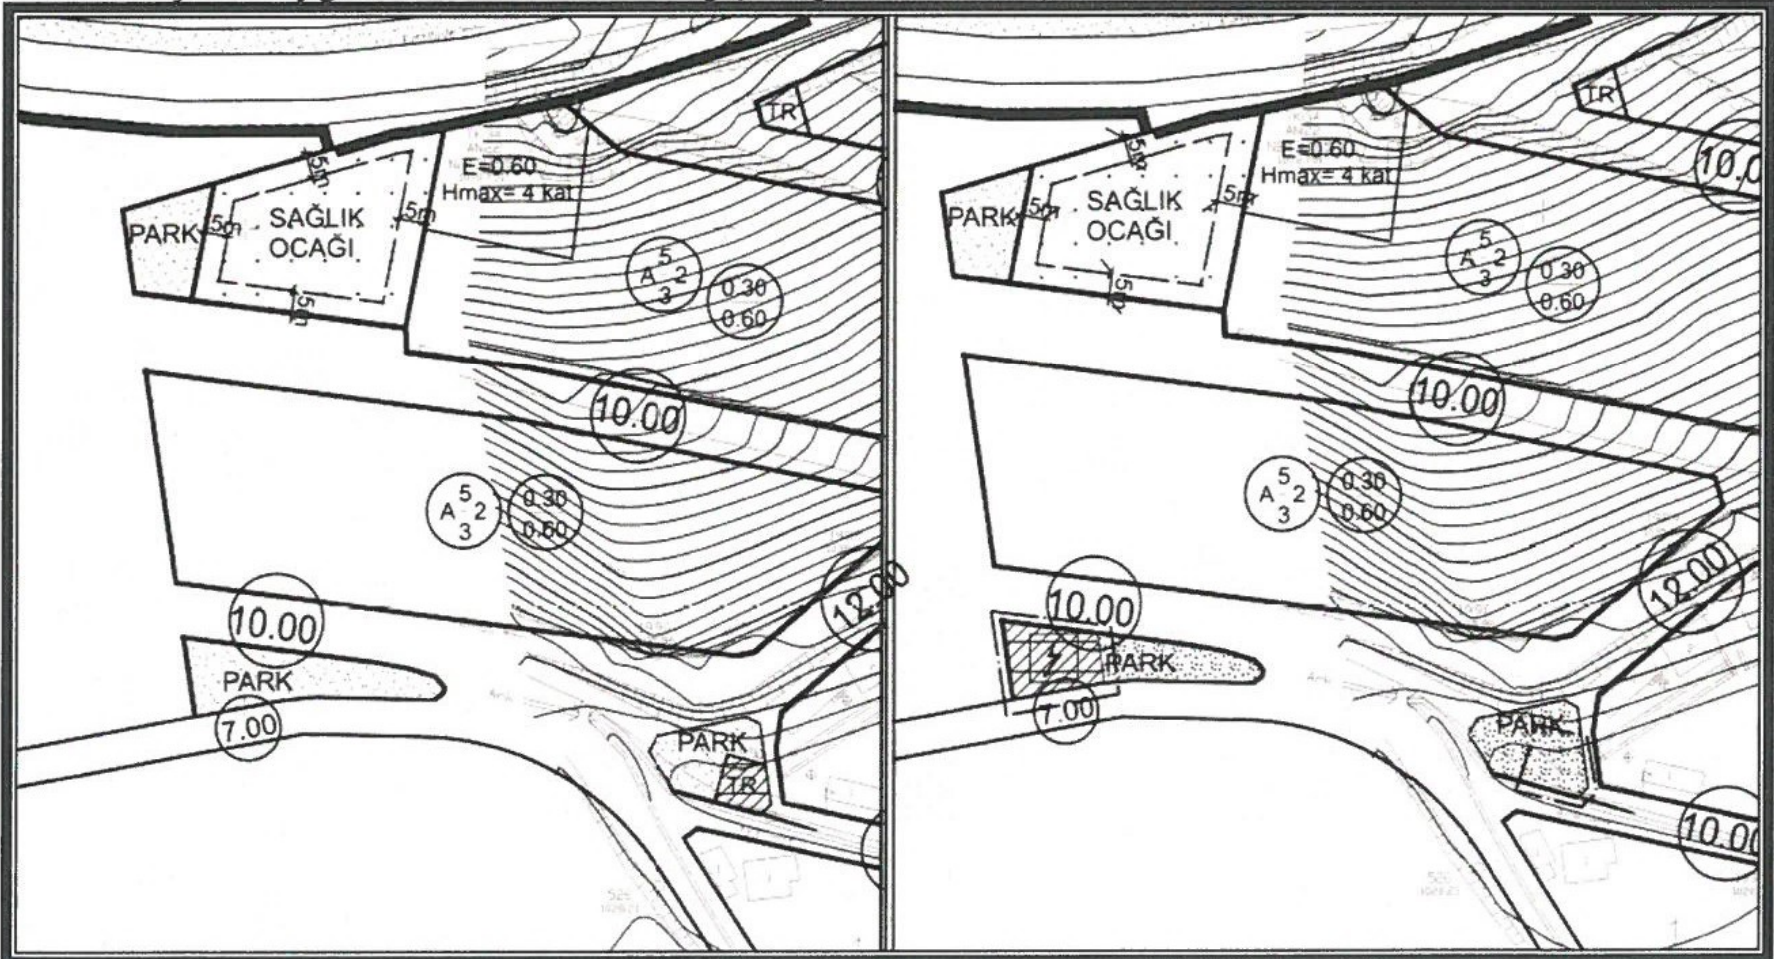 TR
5m
E=0.60
Hmax= 4 kat
PARK
5m
SAĞLIK
OCAĞI
5m
5m
5
A 2
3
0.30
0.60
10.00
5
A 2
3
0.30
0.60
12.00
10.00
PARK
7.00
PARK
TR
TR
10.0
5m
E=0.60
Hmax= 4 kat
PARK
5m
SAĞLIK
OCAĞI
5m
5m
5
A 2
3
0.30
0.60
10.00
5
A 2
3
0.30
0.60
12.00
10.00
PARK
7.00
PARK
10.00